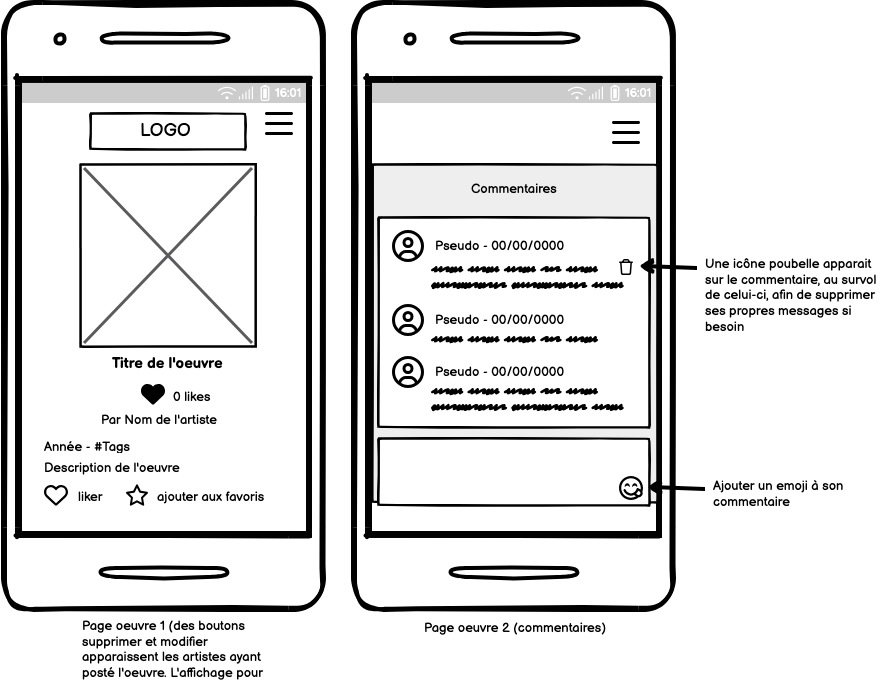 16:01
LOGO
Titre de l'oeuvre
0 likes
Par Nom de l'artiste
Année - #Tags
Description de l'oeuvre
liker
ajouter aux favoris
Page oeuvre 1 (des boutons
supprimer et modifier
apparaissent les artistes ayant
posté l'oeuvre. L'affichage pour
16:01
Commentaires
Pseudo - 00/00/0000
Pseudo - 00/00/0000
Pseudo - 00/00/0000
Page oeuvre 2 (commentaires)
Une icône poubelle apparait
sur le commentaire, au survol
de celui-ci, afin de supprimer
ses propres messages si
besoin
Ajouter un emoji à son
commentaire